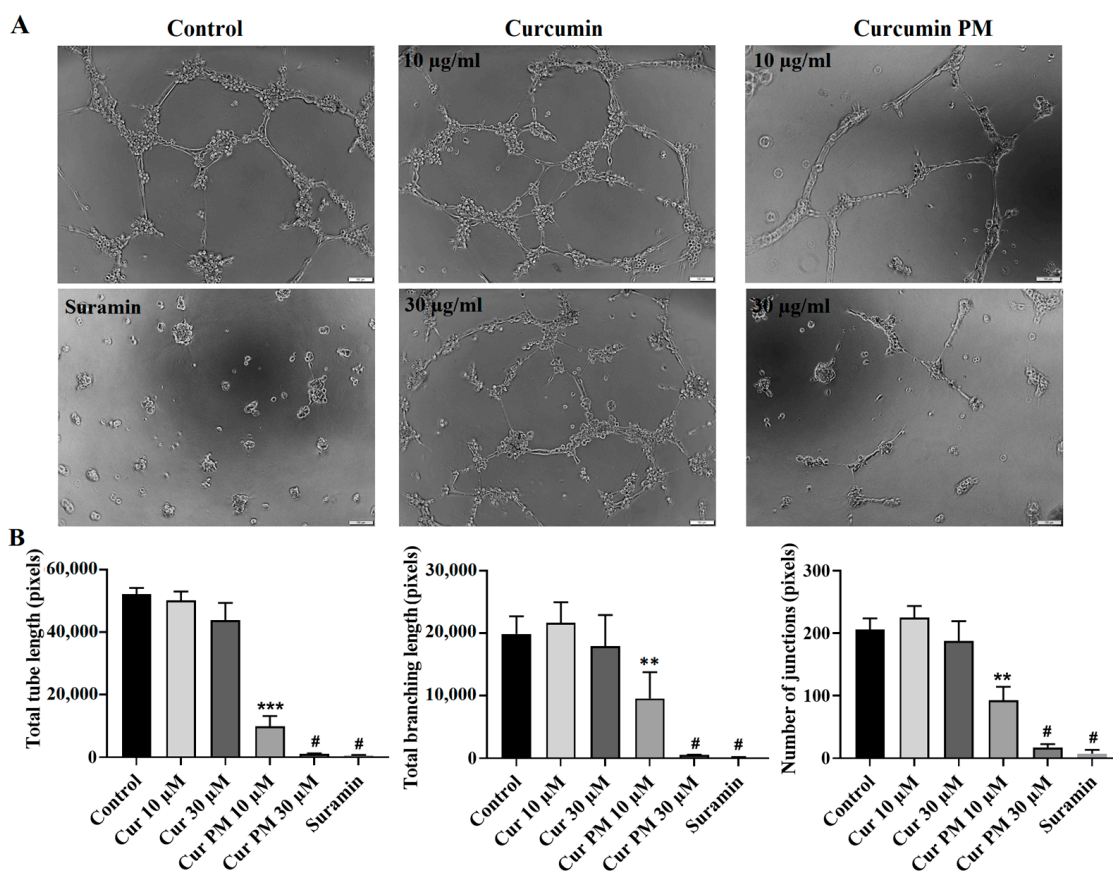 A
Control
Curcumin
Curcumin PM
10 µg/ml
10 µg/ml
Suramin
30 µg/ml
30 µg/ml
B
Total tube length (pixels)
60,000
40,000
20,000
0
***
#
#
Control
Cur 10 µM
Cur 30 µM
Cur PM 10 µM
Cur PM 30 µM
Suramin
Total branching length (pixels)
30,000
20,000
10,000
0
**
#
#
Control
Cur 10 µM
Cur 30 µM
Cur PM 10 µM
Cur PM 30 µM
Suramin
Number of junctions (pixels)
300
200
100
0
**
#
#
Control
Cur 10 µM
Cur 30 µM
Cur PM 10 µM
Cur PM 30 µM
Suramin